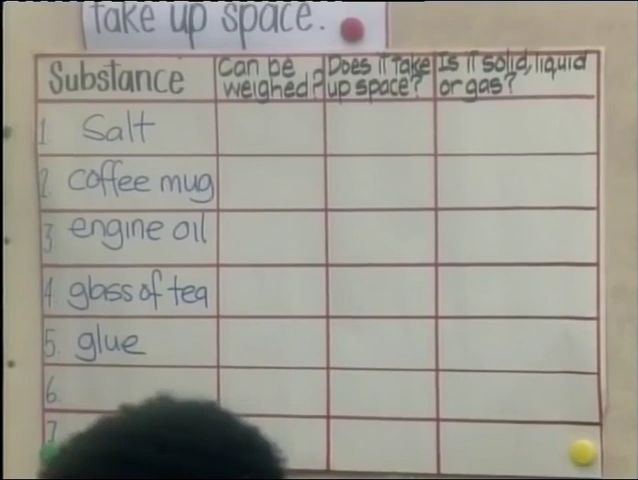 take up space.
Substance
Can be
weighed?
Does it take
up space?
Is it solid, liquid
or gas?
1. Salt
2. coffee mug
3. engine oil
4. glass of tea
5. glue
6.
7